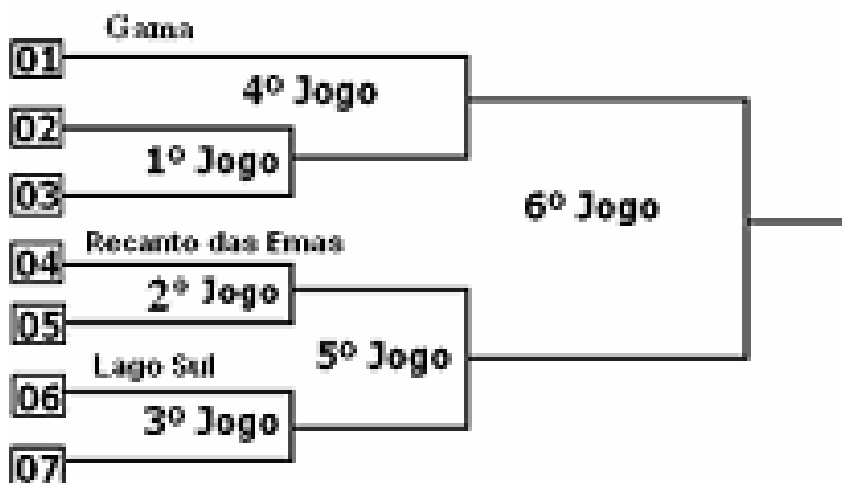 Gama
01
4º Jogo
02
1º Jogo
03
6º Jogo
Recanto das Emas
04
2º Jogo
05
5º Jogo
Lago Sul
06
3º Jogo
07